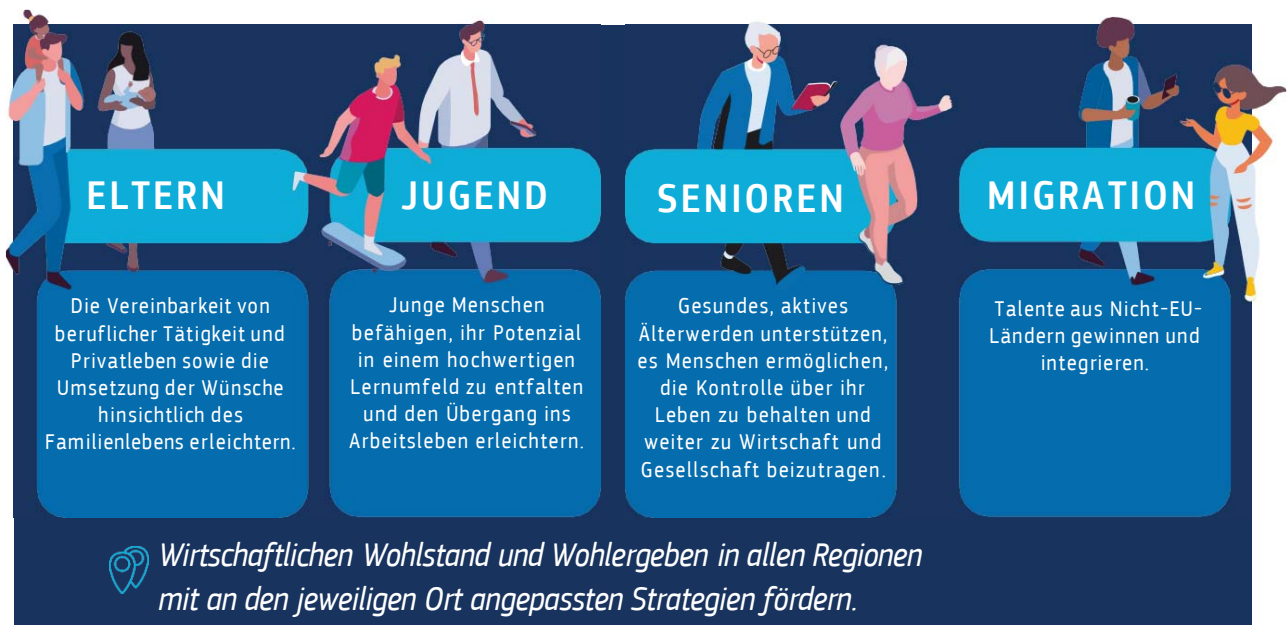 ELTERN
Die Vereinbarkeit von
beruflicher Tätigkeit und
Privatleben sowie die
Umsetzung der Wünsche
hinsichtlich des
Familienlebens erleichtern.
JUGEND
Junge Menschen
befähigen, ihr Potenzial
in einem hochwertigen
Lernumfeld zu entfalten
und den Übergang ins
Arbeitsleben erleichtern.
SENIOREN
Gesundes, aktives
Älterwerden unterstützen,
es Menschen ermöglichen,
die Kontrolle über ihr
Leben zu behalten und
weiter zu Wirtschaft und
Gesellschaft beizutragen.
MIGRATION
Talente aus Nicht-EU-
Ländern gewinnen und
integrieren.
Wirtschaftlichen Wohlstand und Wohlergeben in allen Regionen
mit an den jeweiligen Ort angepassten Strategien fördern.